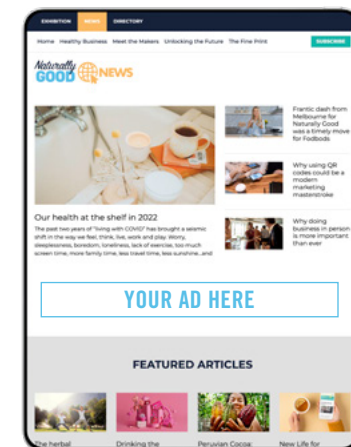 EXHIBITION NEWS DIRECTORY
Home Healthy Business Meet the Makers Unlocking the Future The Fine Print SUBSCRIBE
Naturally
GOOD NEWS
Frantic dash from
Melbourne for
Naturally Good
was a timely move
for Fodbods
Why using QR
codes could be a
modern
marketing
masterstroke
Why doing
business in person
is more important
than ever
Our health at the shelf in 2022
The past two years of "living with COVID" has brought a seismic
shift in the way we feel, think, live, work and play. Worry,
sleeplessness, boredom, loneliness, lack of exercise, too much
screen time, more family time, less travel time, less sunshine...and
YOUR AD HERE
FEATURED ARTICLES
The herbal
Drinking the
Peruvian Cocoa:
New Life for